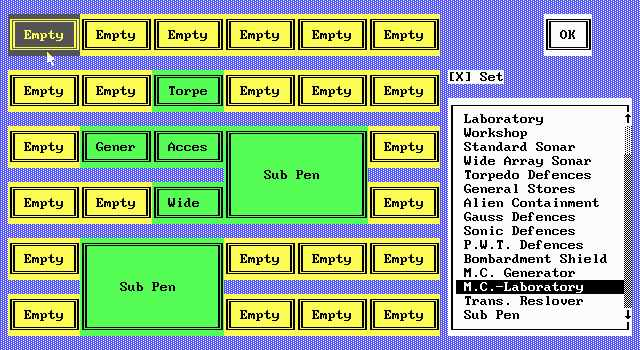 Empty Empty Empty Empty Empty Empty OK
[X] Set
Empty Empty Torpe Empty Empty Empty
Empty Gener Acces Sub Pen Empty
Empty Empty Wide Empty
Empty Sub Pen Empty Empty Empty
Empty Empty Empty Empty
Laboratory
Workshop
Standard Sonar
Wide Array Sonar
Torpedo Defences
General Stores
Alien Containment
Gauss Defences
Sonic Defences
P.W.T. Defences
Bombardment Shield
M.C. Generator
M.C.-Laboratory
Trans. Reslover
Sub Pen